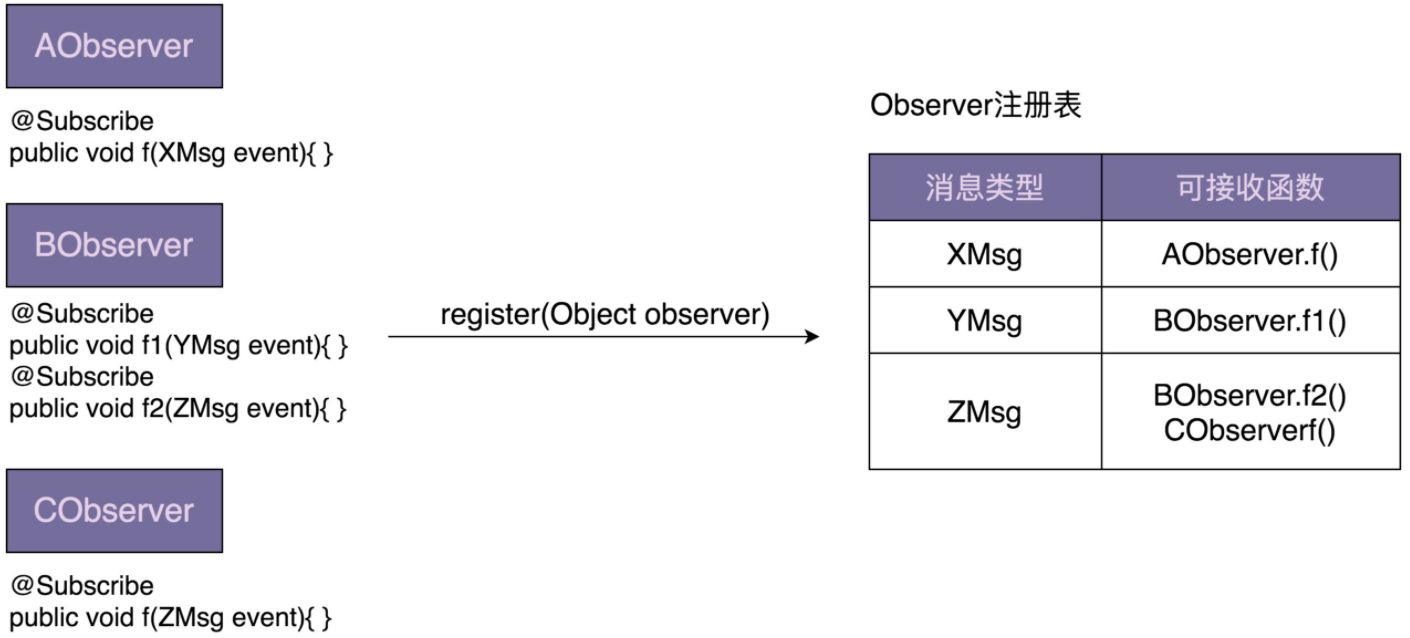 AObserver
@Subscribe
public void f(XMsg event){ }
BObserver
@Subscribe
public void f1(YMsg event){ }
@Subscribe
public void f2(ZMsg event){ }
CObserver
@Subscribe
public void f(ZMsg event){ }
register(Object observer)
Observer注册表
消息类型 可接收函数
XMsg AObserver.f()
YMsg BObserver.f1()
ZMsg BObserver.f2()
CObserverf()